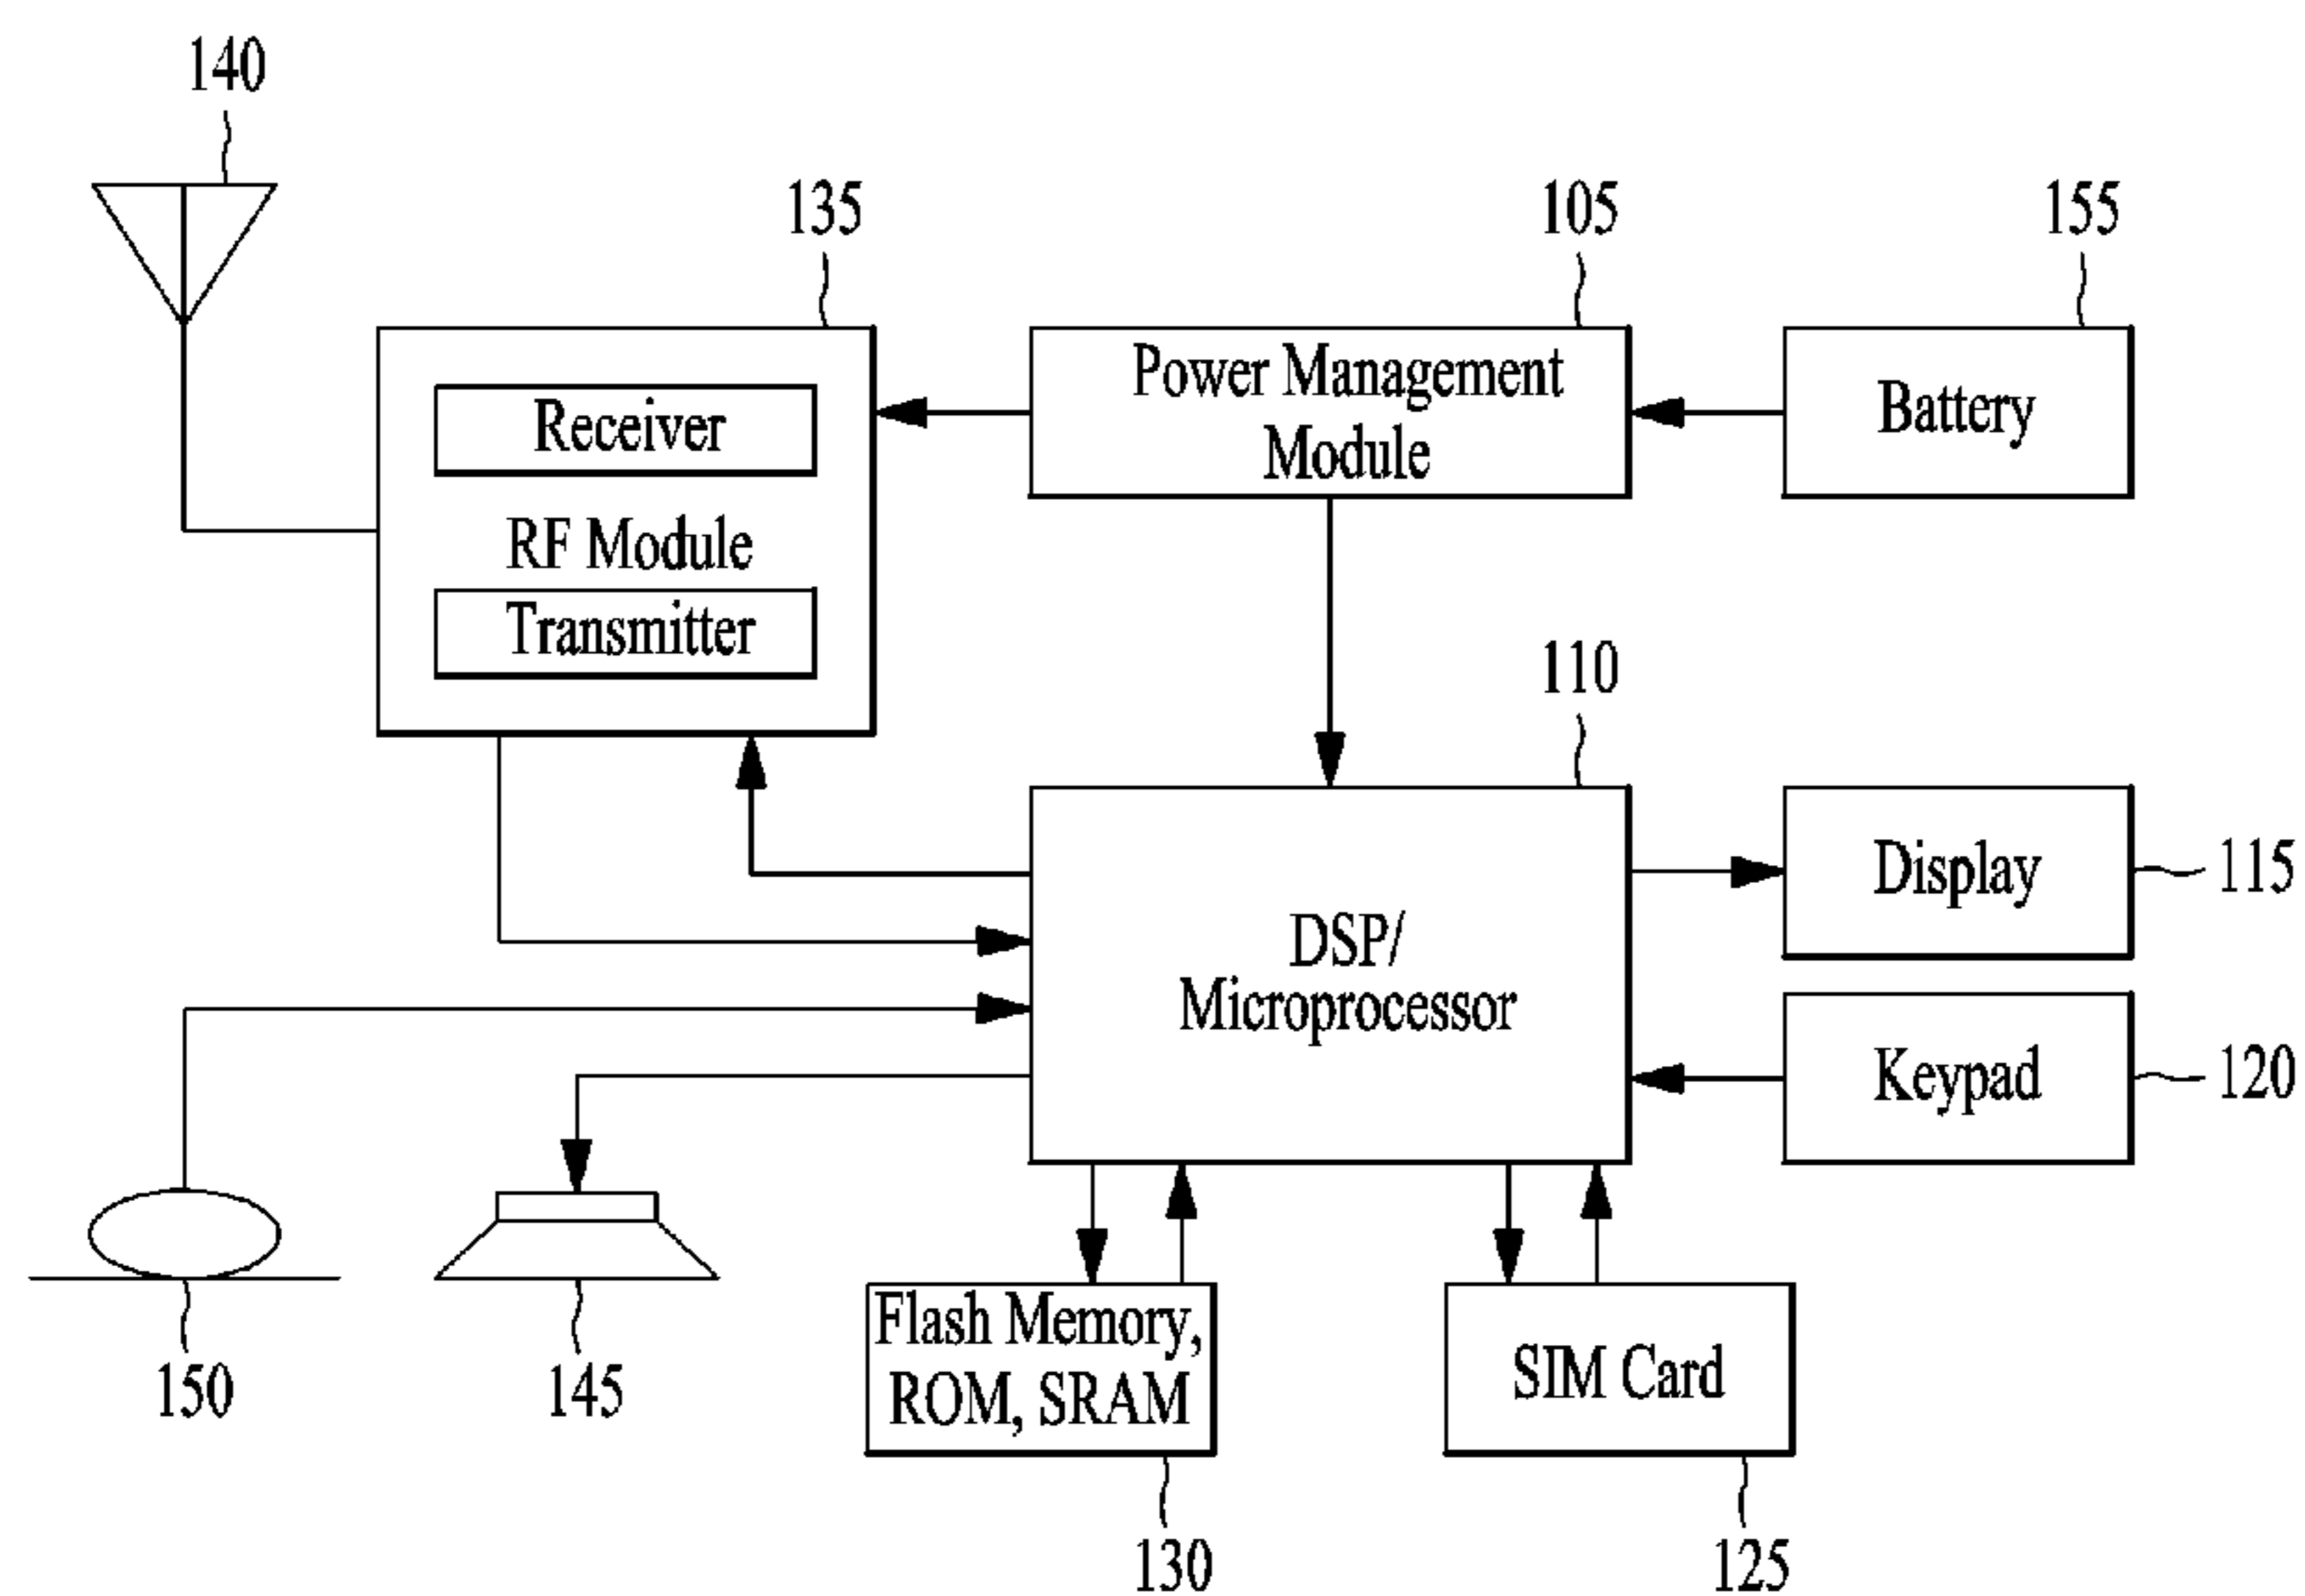 140
135
105
155
Receiver
RF Module
Transmitter
Power Management
Module
Battery
110
DSP/
Microprocessor
Display
115
Keypad
120
150
145
Flash Memory,
ROM, SRAM
SIM Card
130
125